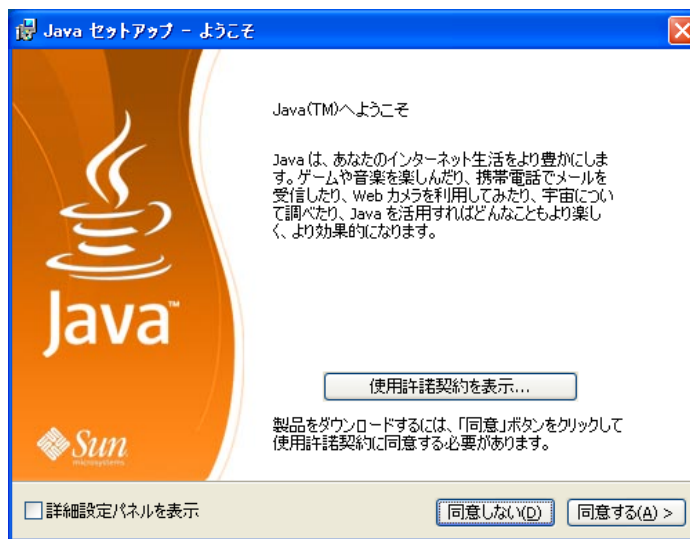 Java セットアップ - ようこそ
Java(TM)へようこそ
Java は、あなたのインターネット生活をより豊かにしま
す。ゲームや音楽を楽しんだり、携帯電話でメールを
受信したり、Web カメラを利用してみたり、宇宙につい
て調べたり、Java を活用すればどんなこともより楽し
く、より効果的になります。
Java™
使用許諾契約を表示...
製品をダウンロードするには、「同意」ボタンをクリックして
使用許諾契約に同意する必要があります。
Sun
microsystems
詳細設定パネルを表示
同意しない(D)
同意する(A) >